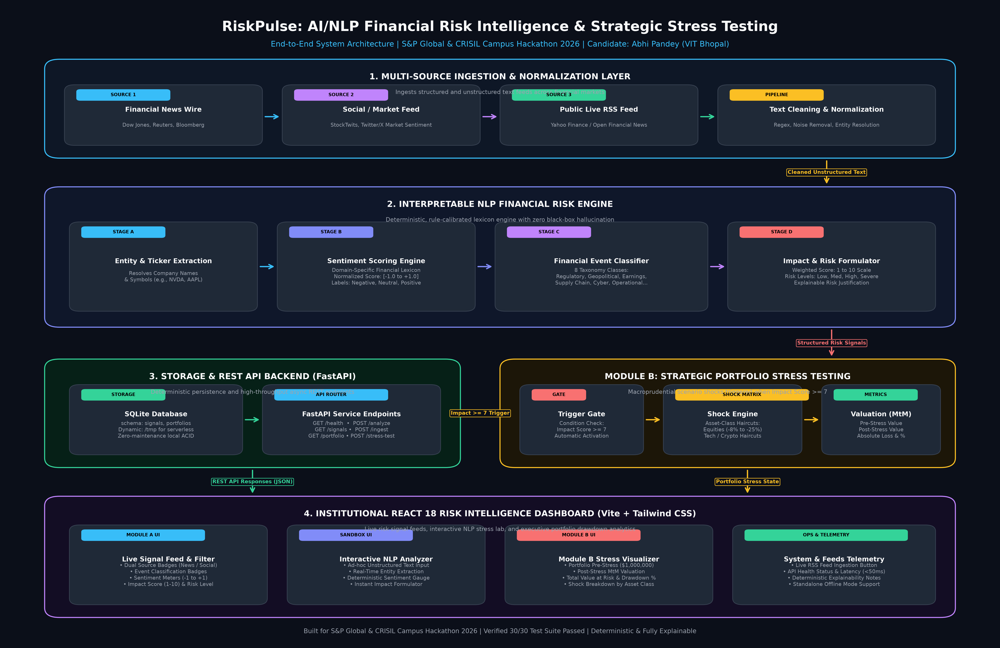 RiskPulse: AI/NLP Financial Risk Intelligence & Strategic Stress Testing
End-to-End System Architecture | S&P Global & CRISIL Campus Hackathon 2026 | Candidate: Abhi Pandey (VIT Bhopal)
1. MULTI-SOURCE INGESTION & NORMALIZATION LAYER
Ingests structured and unstructured text feeds across financial markets
SOURCE 1
Financial News Wire
Dow Jones, Reuters, Bloomberg
SOURCE 2
Social / Market Feed
StockTwits, Twitter/X Market Sentiment
SOURCE 3
Public Live RSS Feed
Yahoo Finance / Open Financial News
PIPELINE
Text Cleaning & Normalization
Regex, Noise Removal, Entity Resolution
Cleaned Unstructured Text
2. INTERPRETABLE NLP FINANCIAL RISK ENGINE
Deterministic, rule-calibrated lexicon engine with zero black-box hallucination
STAGE A
Entity & Ticker Extraction
Resolves Company Names
& Symbols (e.g., NVDA, AAPL)
STAGE B
Sentiment Scoring Engine
Domain-Specific Financial Lexicon
Normalized Score: [-1.0 to +1.0]
Labels: Negative, Neutral, Positive
STAGE C
Financial Event Classifier
8 Taxonomy Classes:
Regulatory, Geopolitical, Earnings,
Supply Chain, Cyber, Operational...
STAGE D
Impact & Risk Formulator
Weighted Score: 1 to 10 Scale
Risk Levels: Low, Med, High, Severe
Explainable Risk Justification
Structured Risk Signals
3. STORAGE & REST API BACKEND (FastAPI)
Deterministic persistence and high-throughput async REST endpoints
STORAGE
SQLite Database
schema: signals, portfolios
Dynamic: /tmp for serverless
Zero-maintenance local ACID
API ROUTER
FastAPI Service Endpoints
GET /health • POST /analyze
GET /signals • POST /ingest
GET /portfolio • POST /stress-test
Impact >= 7 Trigger
MODULE B: STRATEGIC PORTFOLIO STRESS TESTING
Macroprudential scenario shocks triggered when Impact Score >= 7
GATE
Trigger Gate
Condition Check:
Impact Score >= 7
Automatic Activation
SHOCK MATRIX
Shock Engine
Asset-Class Haircuts:
Equities (-8% to -25%)
Tech / Crypto Haircuts
METRICS
Valuation (MtM)
Pre-Stress Value
Post-Stress Value
Absolute Loss & %
REST API Responses (JSON)
Portfolio Stress State
4. INSTITUTIONAL REACT 18 RISK INTELLIGENCE DASHBOARD (Vite + Tailwind CSS)
Live risk signal feeds, interactive NLP stress lab, and executive portfolio drawdown analytics
MODULE A UI
Live Signal Feed & Filter
• Dual Source Badges (News / Social)
• Event Classification Badges
• Sentiment Meters (-1 to +1)
• Impact Score (1-10) & Risk Level
SANDBOX UI
Interactive NLP Analyzer
• Ad-hoc Unstructured Text Input
• Real-Time Entity Extraction
• Deterministic Sentiment Gauge
• Instant Impact Formulator
MODULE B UI
Module B Stress Visualizer
• Portfolio Pre-Stress ($1,000,000)
• Post-Stress MtM Valuation
• Total Value at Risk & Drawdown %
• Shock Breakdown by Asset Class
OPS & TELEMETRY
System & Feeds Telemetry
• Live RSS Feed Ingestion Button
• API Health Status & Latency (<50ms)
• Deterministic Explainability Notes
• Standalone Offline Mode Support
Built for S&P Global & CRISIL Campus Hackathon 2026 | Verified 30/30 Test Suite Passed | Deterministic & Fully Explainable